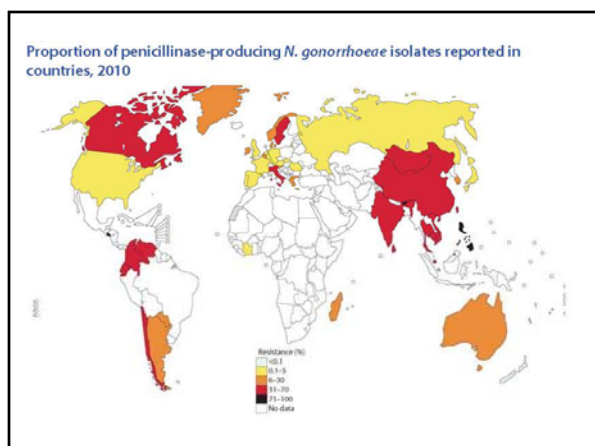 Proportion of penicillinase-producing N. gonorrhoeae isolates reported in
countries, 2010
Resistance (%)
<0.1
0.1–5
6–30
31–70
71–100
No data